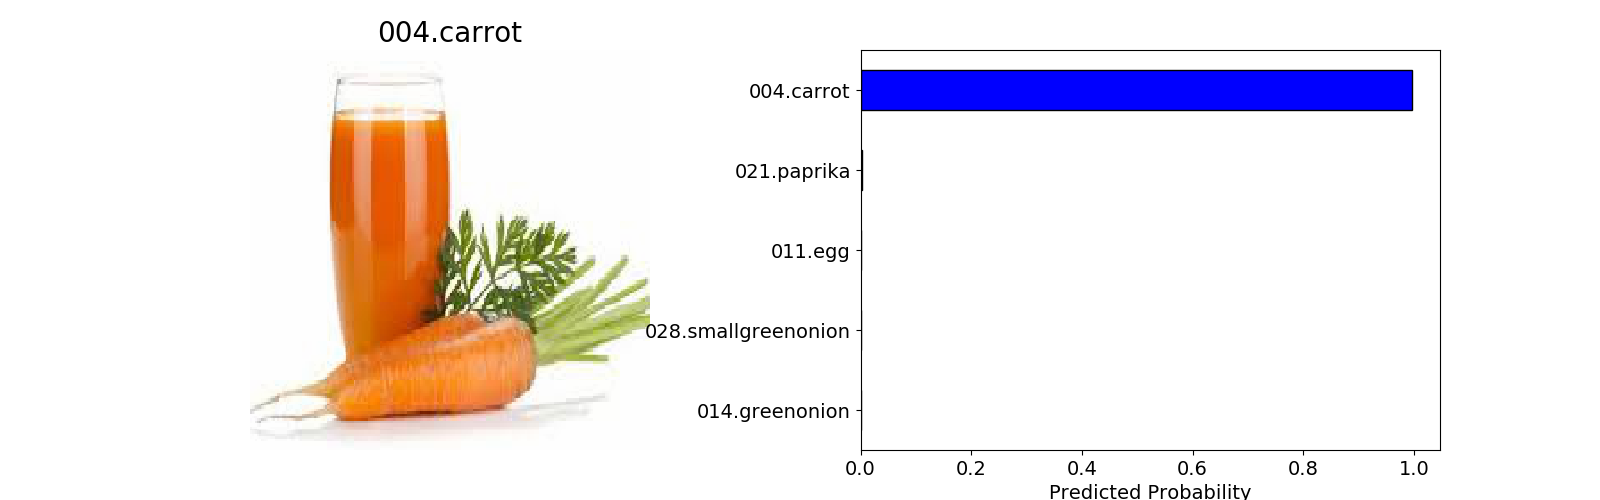 004.carrot
004.carrot
021.paprika
011.egg
028.smallgreenonion
014.greenonion
0.0 0.2 0.4 0.6 0.8 1.0
Predicted Probability